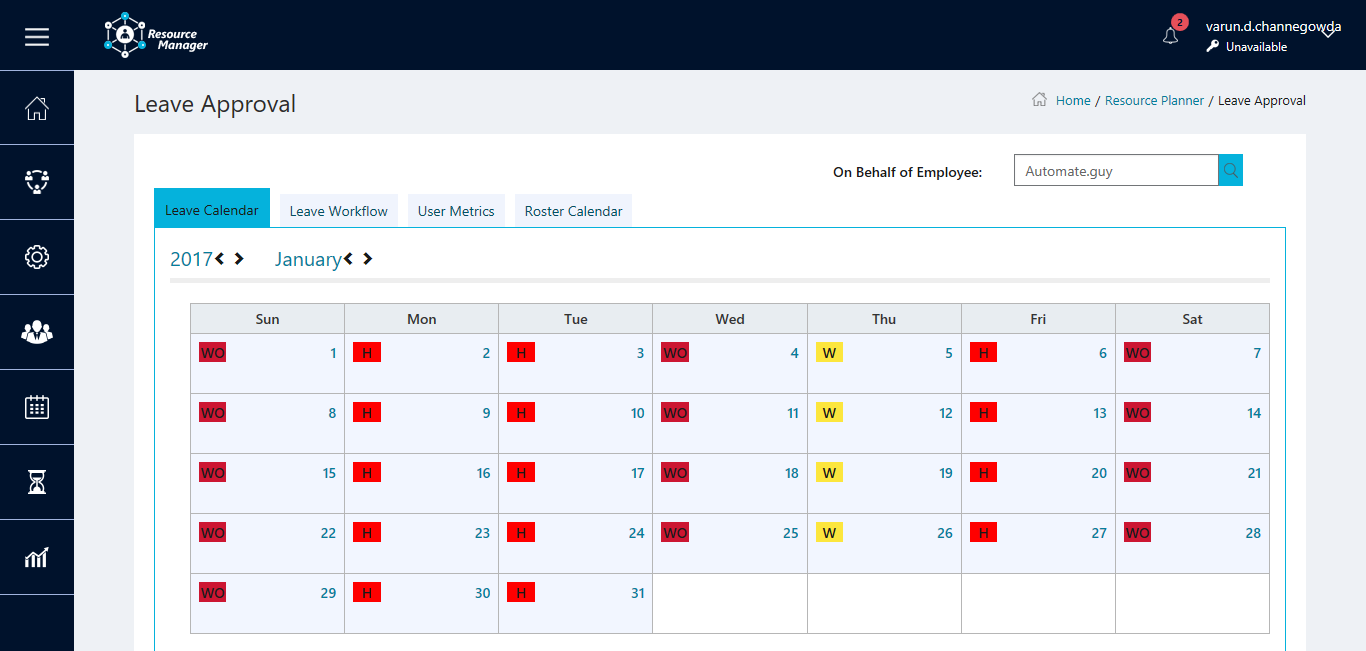 Resource
Manager
2
varun.d.channegowda
Unavailable
Leave Approval
Home / Resource Planner / Leave Approval
On Behalf of Employee: Automate.guy
Leave Calendar Leave Workflow User Metrics Roster Calendar
2017 January
Sun Mon Tue Wed Thu Fri Sat
WO 1 H 2 H 3 WO 4 W 5 H 6 WO 7
WO 8 H 9 H 10 WO 11 W 12 H 13 WO 14
WO 15 H 16 H 17 WO 18 W 19 H 20 WO 21
WO 22 H 23 H 24 WO 25 W 26 H 27 WO 28
WO 29 H 30 H 31